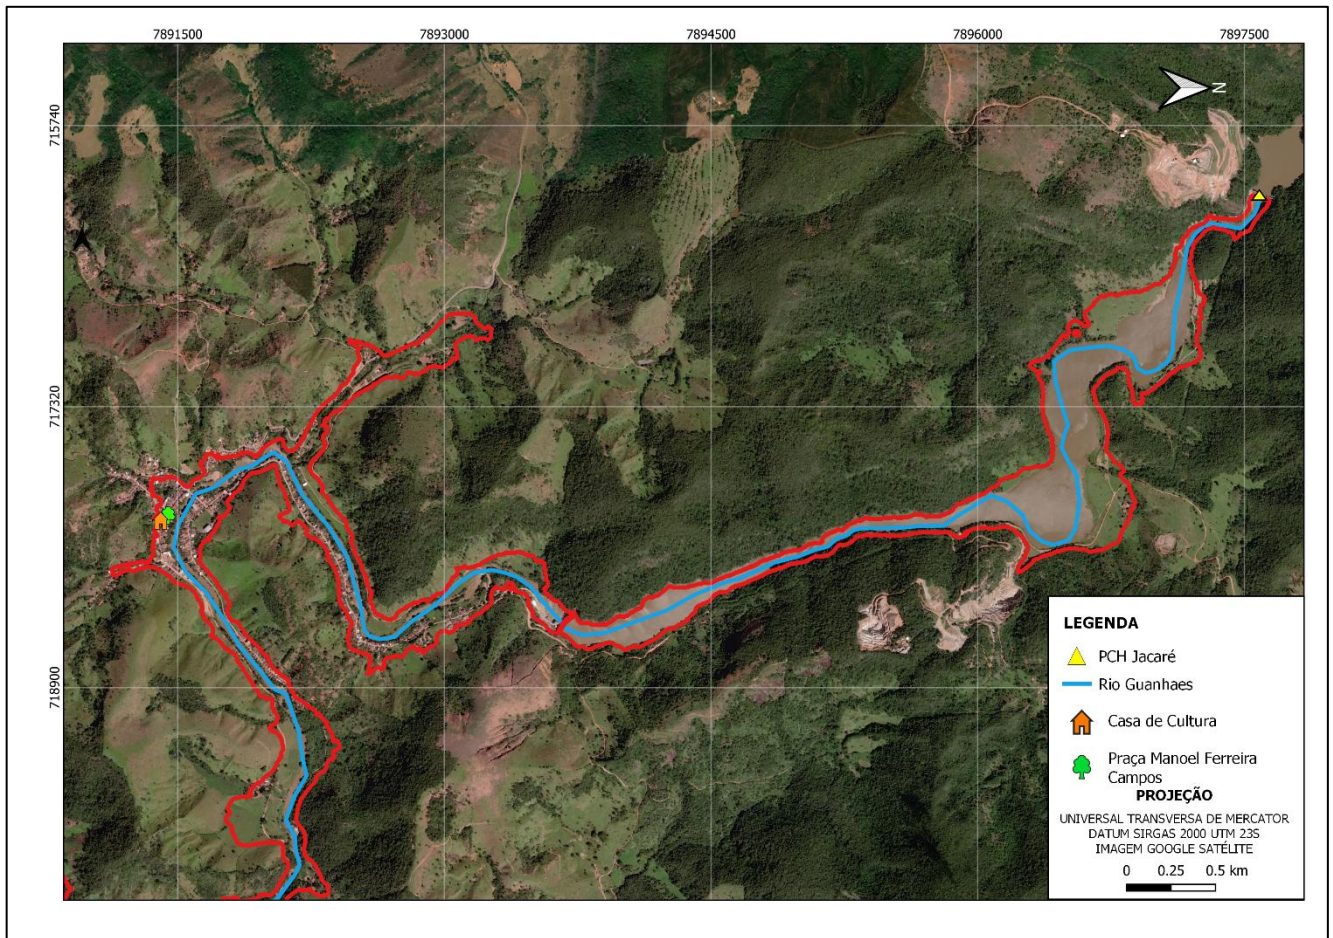 7891500 7893000 7894500 7896000 7897500
N
715740
717320
718900
LEGENDA
PCH Jacaré
Rio Guanhaes
Casa de Cultura
Praça Manoel Ferreira
Campos
PROJEÇÃO
UNIVERSAL TRANSVERSA DE MERCATOR
DATUM SIRGAS 2000 UTM 23S
IMAGEM GOOGLE SATÉLITE
0 0.25 0.5 km